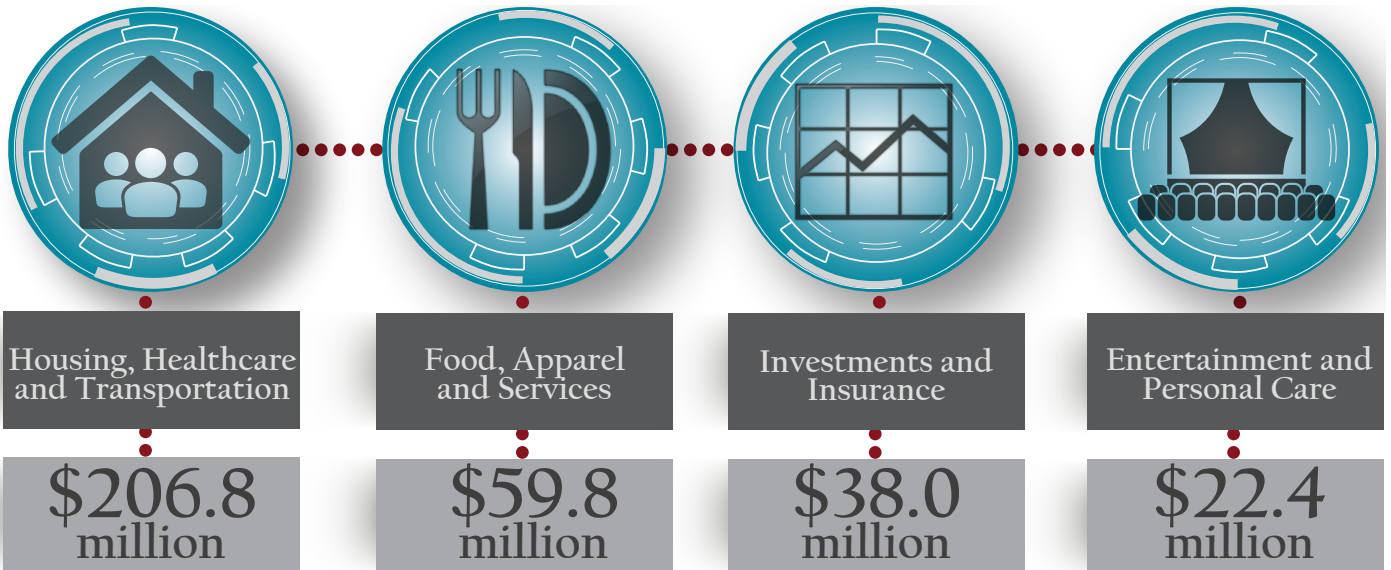 Housing, Healthcare
and Transportation
$206.8
million
Food, Apparel
and Services
$59.8
million
Investments and
Insurance
$38.0
million
Entertainment and
Personal Care
$22.4
million